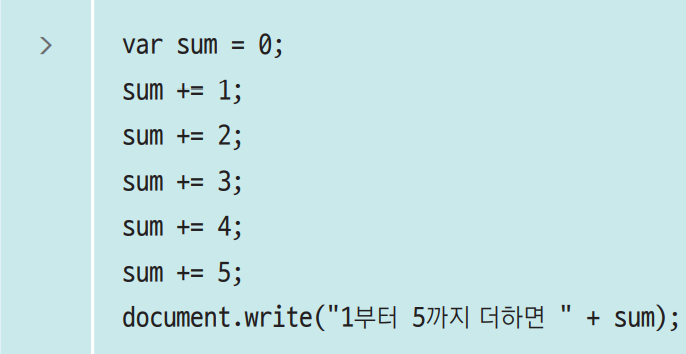 > var sum = 0;
sum += 1;
sum += 2;
sum += 3;
sum += 4;
sum += 5;
document.write("1부터 5까지 더하면 " + sum);